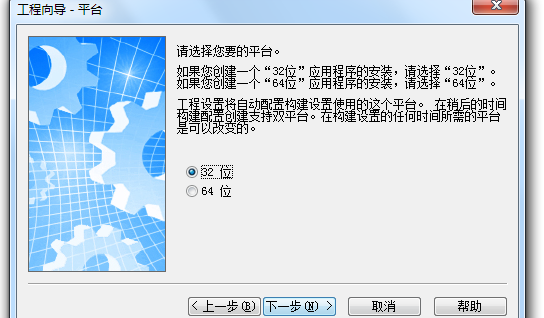 工程向导 - 平台
请选择您要的平台。
如果您创建一个“32位”应用程序的安装，请选择“32位”。
如果您创建一个“64位”应用程序的安装，请选择“64位”。
工程设置将自动配置构建设置使用的这个平台。 在稍后的时间
构建配置创建支持双平台。在构建设置的任何时间所需的平台
是可以改变的。
32 位
64 位
< 上一步(B)
下一步(N) >
取消
帮助